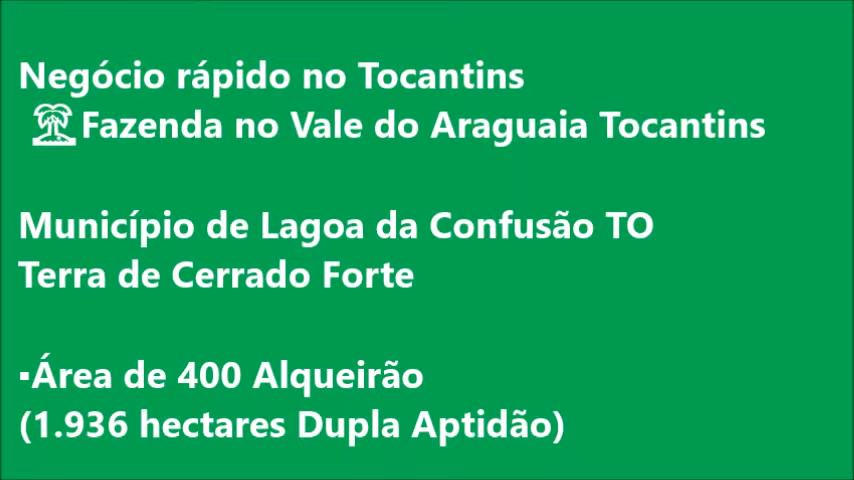 Negócio rápido no Tocantins
🏝Fazenda no Vale do Araguaia Tocantins
Município de Lagoa da Confusão TO
Terra de Cerrado Forte
▪Área de 400 Alqueirão
(1.936 hectares Dupla Aptidão)